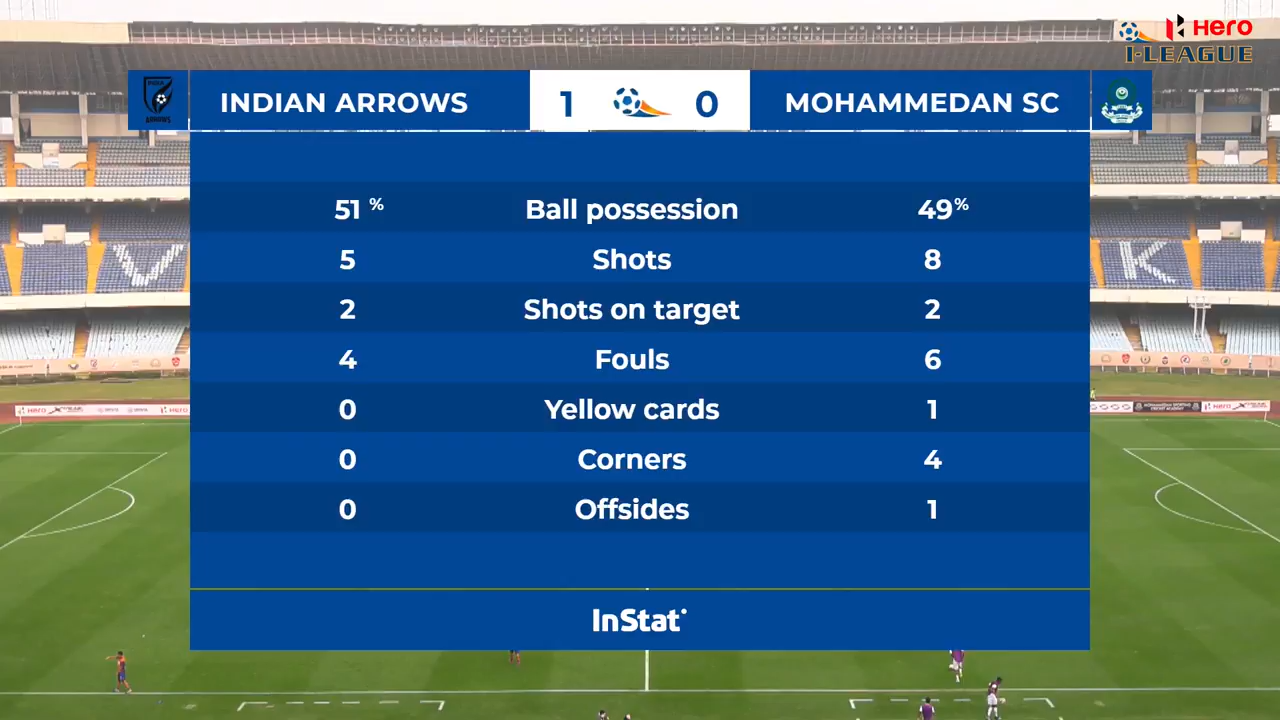 Hero
I-LEAGUE
INDIAN ARROWS 1 0 MOHAMMEDAN SC
ARROWS
51 % Ball possession 49%
5 Shots 8
2 Shots on target 2
4 Fouls 6
0 Yellow cards 1
0 Corners 4
0 Offsides 1
V K
InStat